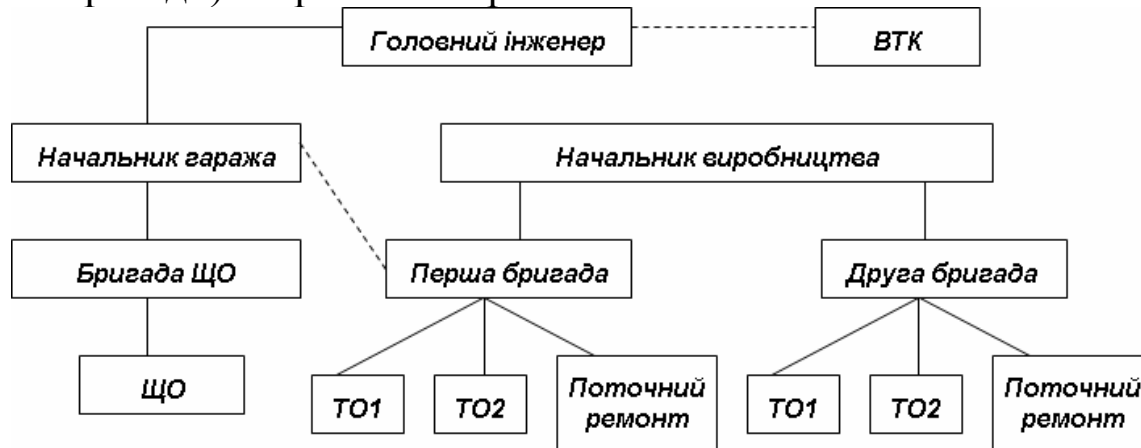 Головний інженер
ВТК
Начальник гаража
Начальник виробництва
Бригада ЩО
Перша бригада
Друга бригада
ЩО
ТО1
ТО2
Поточний
ремонт
ТО1
ТО2
Поточний
ремонт